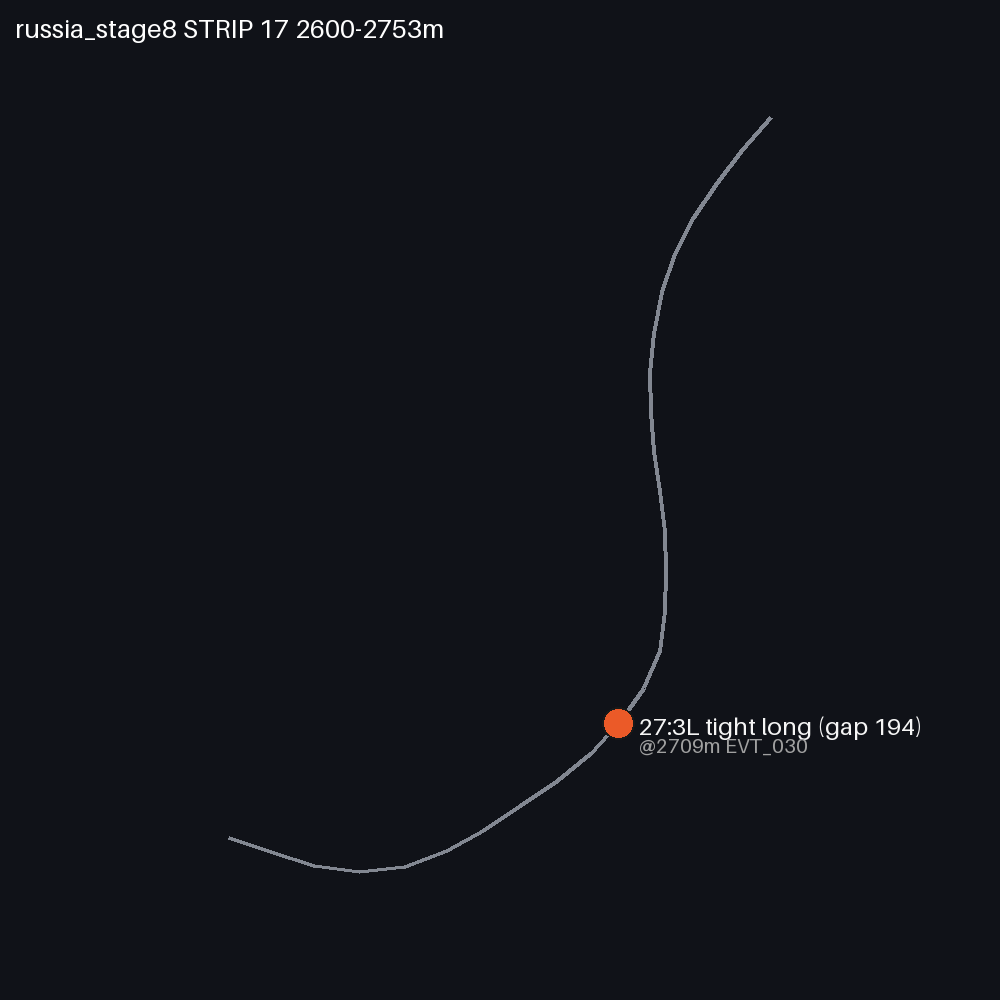 russia_stage8 STRIP 17 2600-2753m
27:3L tight long (gap 194)
@2709m EVT_030